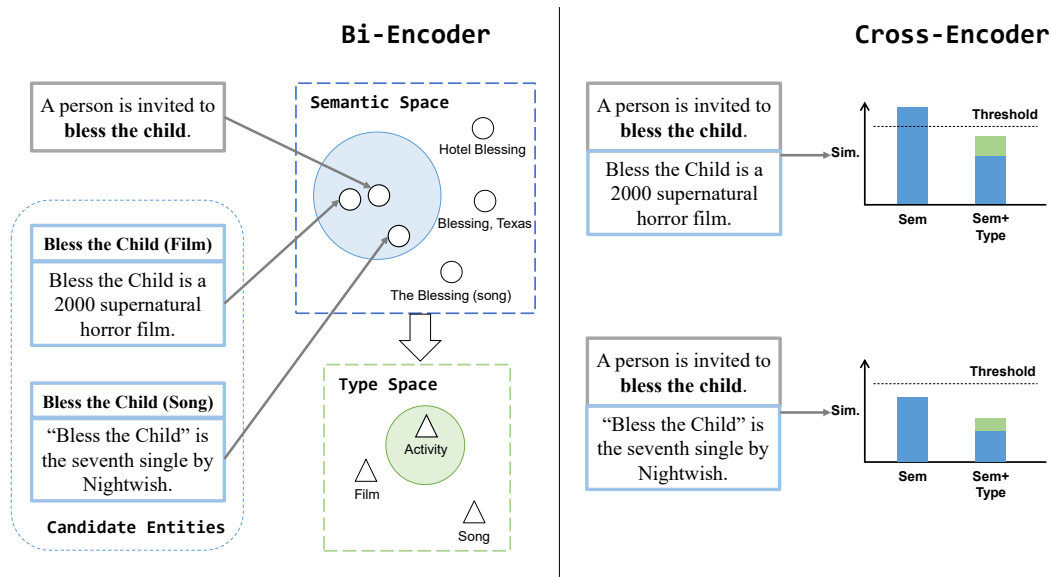 Bi-Encoder
A person is invited to
bless the child.
Semantic Space
Hotel Blessing
Blessing, Texas
The Blessing (song)
Bless the Child (Film)
Bless the Child is a
2000 supernatural
horror film.
Bless the Child (Song)
“Bless the Child” is
the seventh single by
Nightwish.
Candidate Entities
Type Space
Activity
Film
Song
Cross-Encoder
A person is invited to
bless the child.
Bless the Child is a
2000 supernatural
horror film.
Sim.
Threshold
Sem
Sem+
Type
A person is invited to
bless the child.
“Bless the Child” is
the seventh single by
Nightwish.
Sim.
Threshold
Sem
Sem+
Type